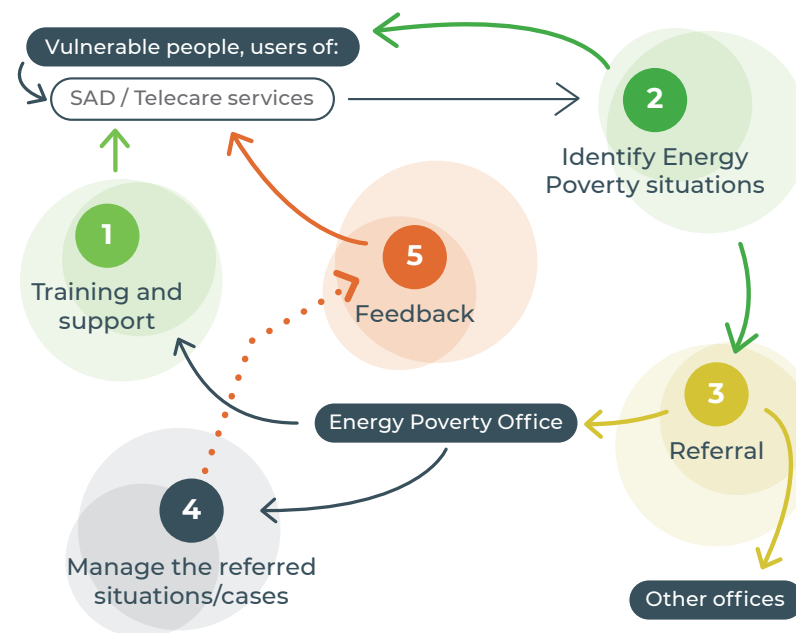 Vulnerable people, users of:
SAD / Telecare services
2
Identify Energy
Poverty situations
1
Training and
support
5
Feedback
3
Referral
Energy Poverty Office
4
Manage the referred
situations/cases
Other offices